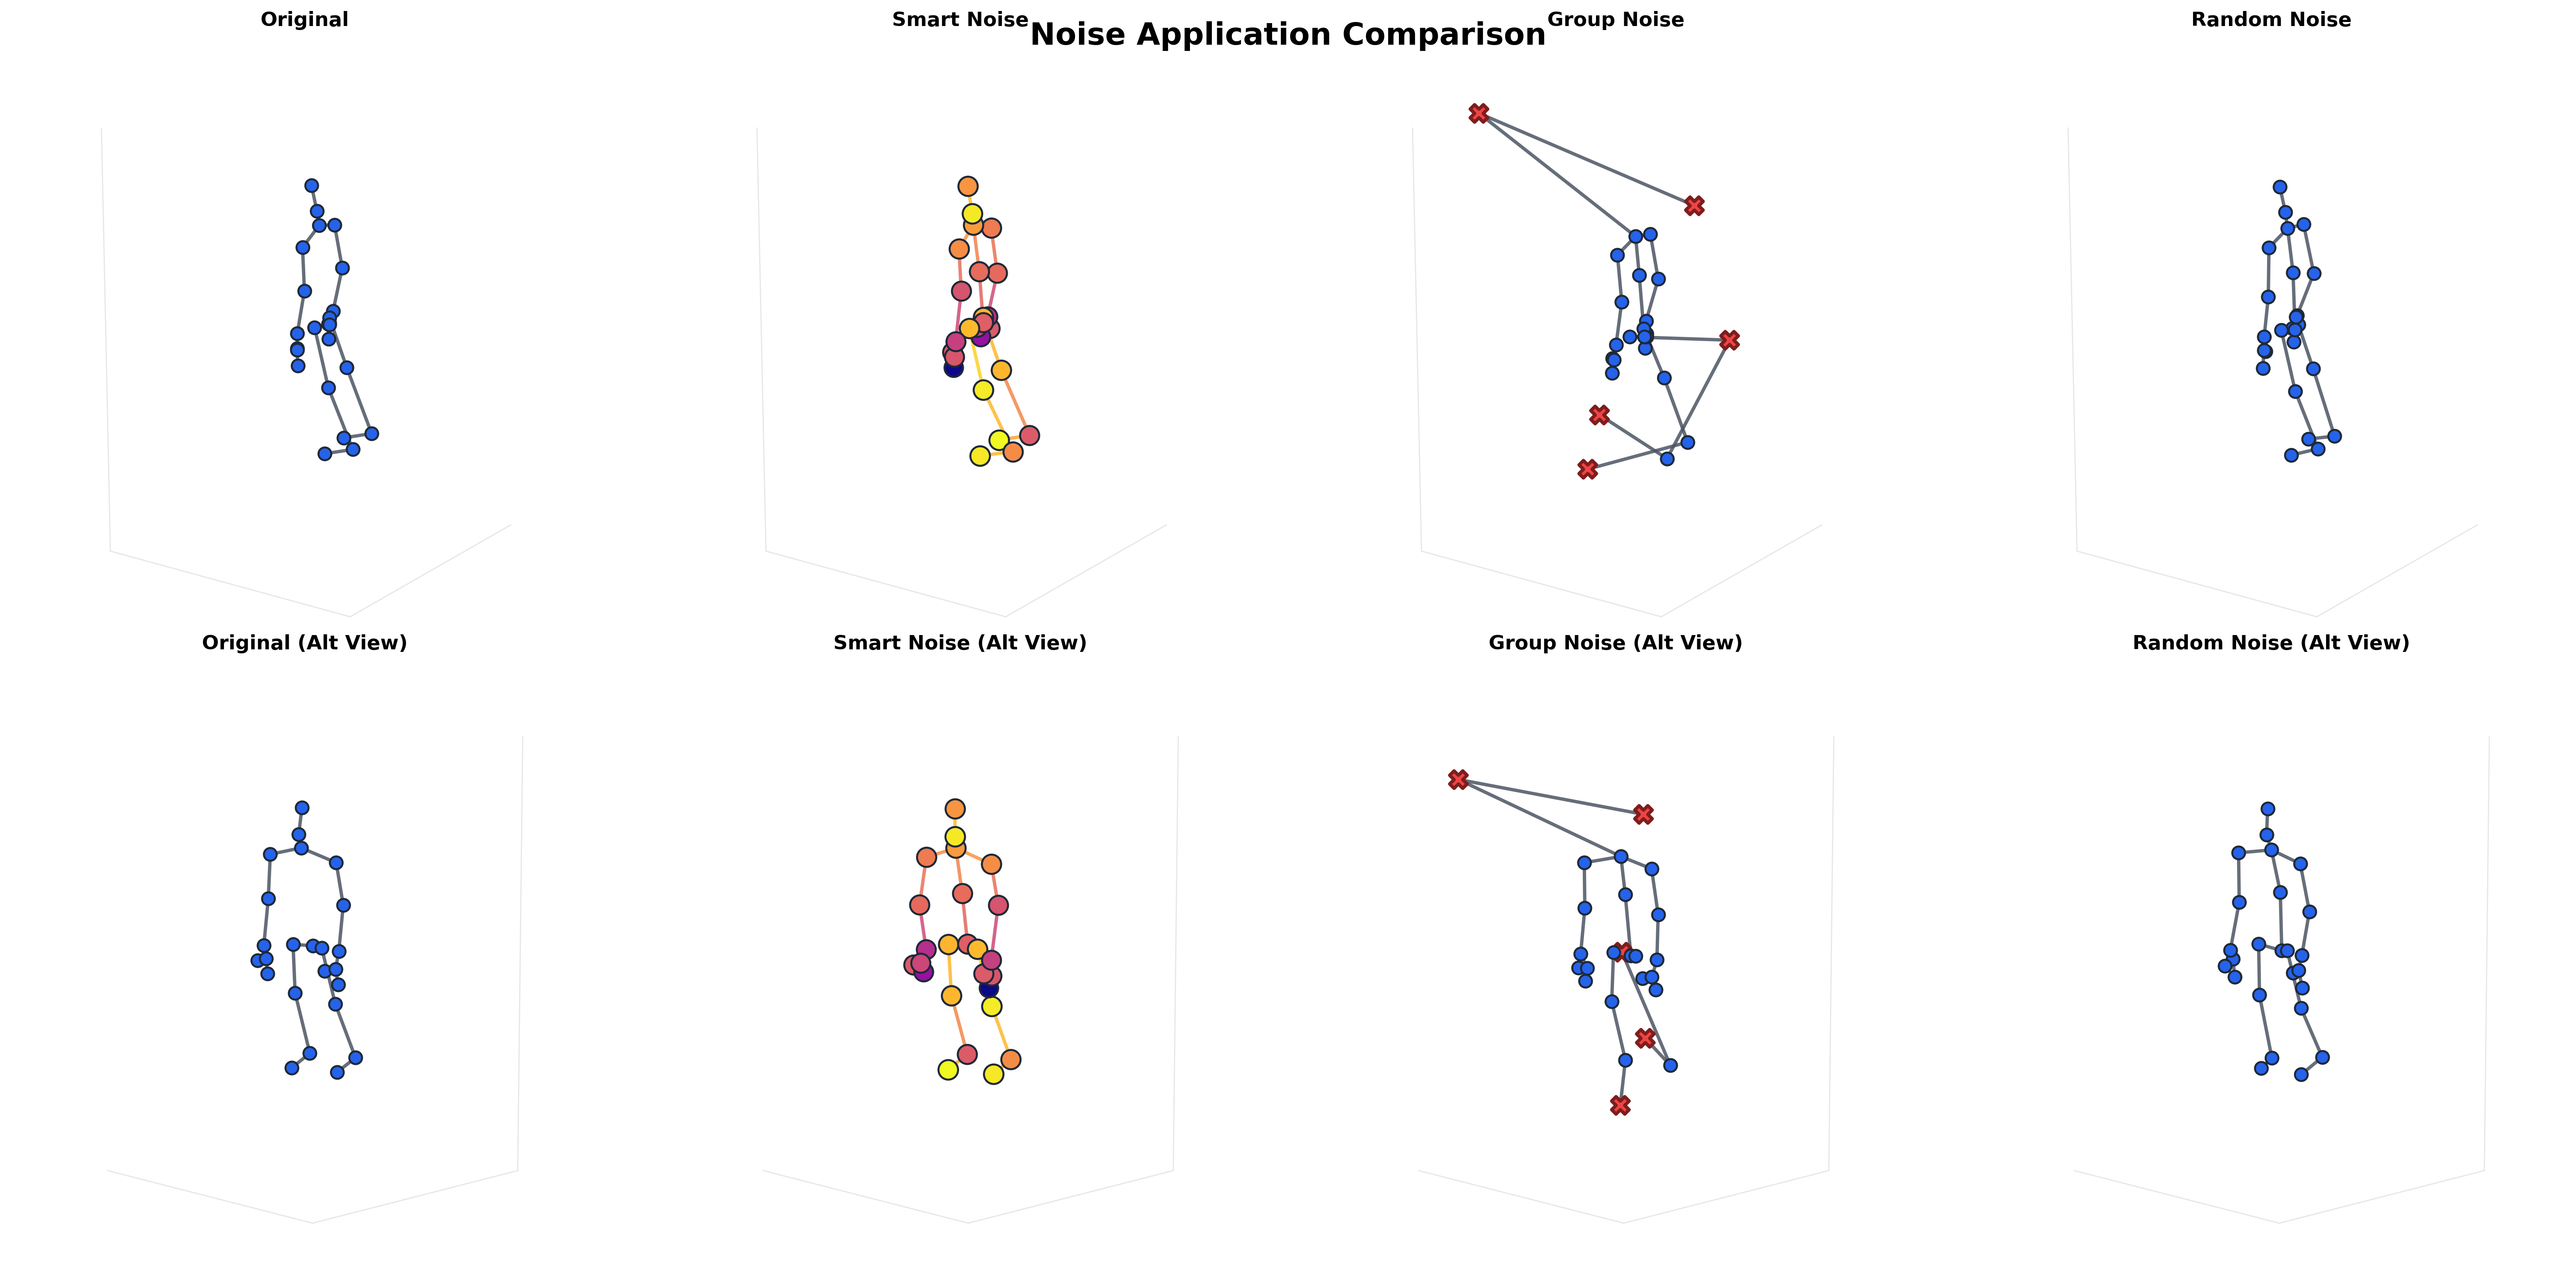 Noise Application Comparison
Original
Smart Noise
Group Noise
Random Noise
Original (Alt View)
Smart Noise (Alt View)
Group Noise (Alt View)
Random Noise (Alt View)